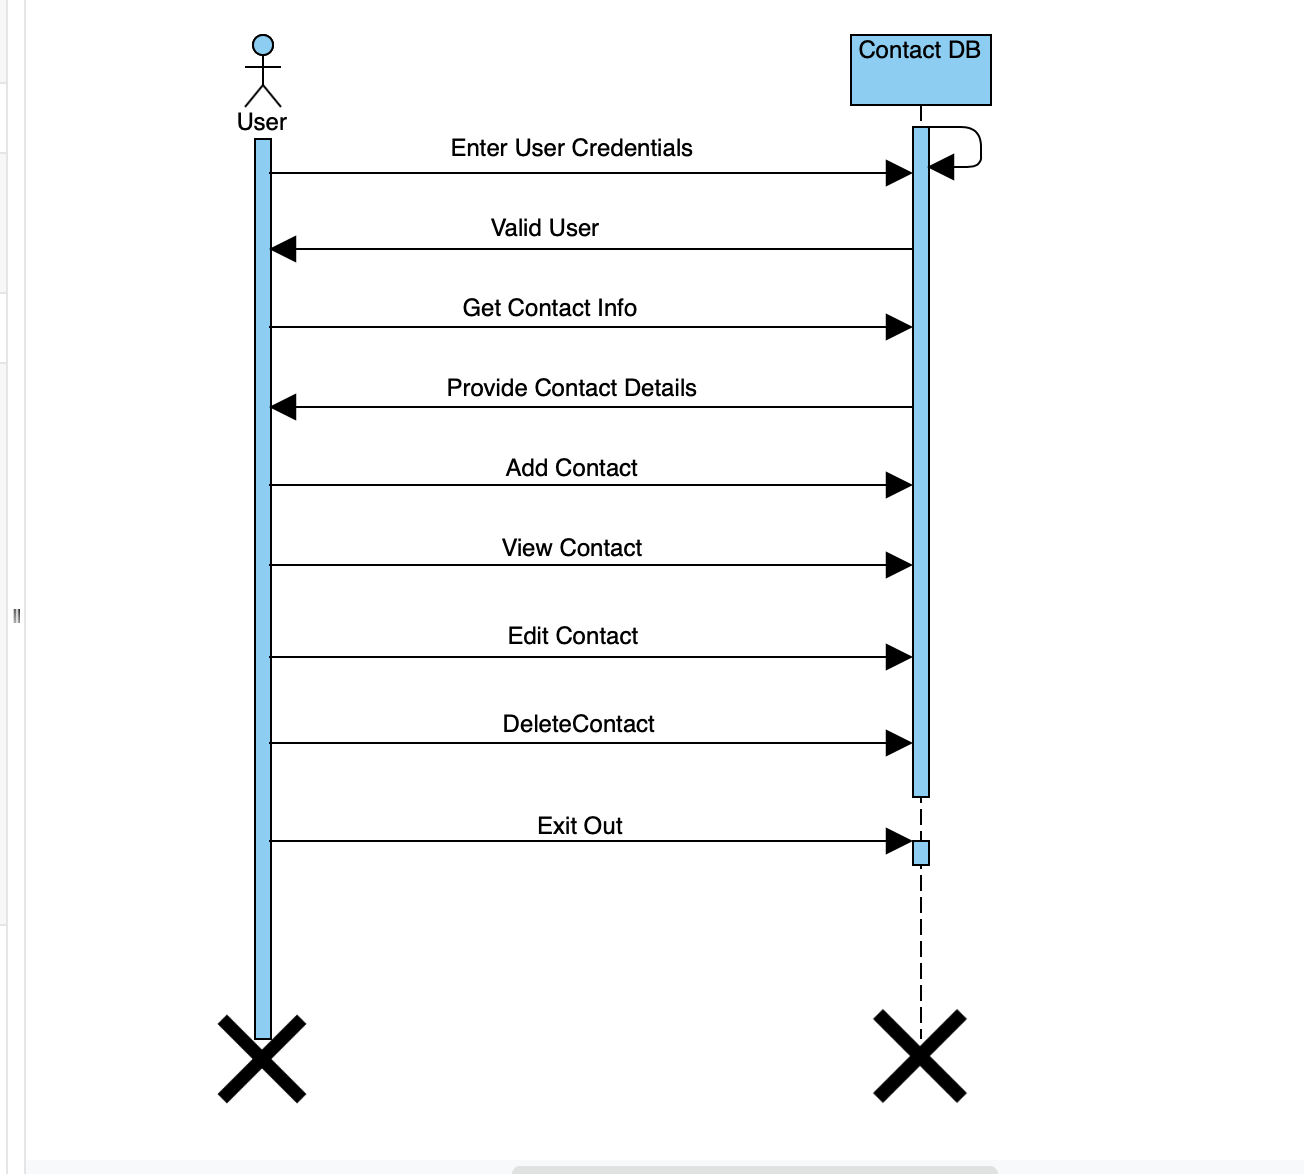 Contact DB
User
Enter User Credentials
Valid User
Get Contact Info
Provide Contact Details
Add Contact
View Contact
Edit Contact
DeleteContact
Exit Out